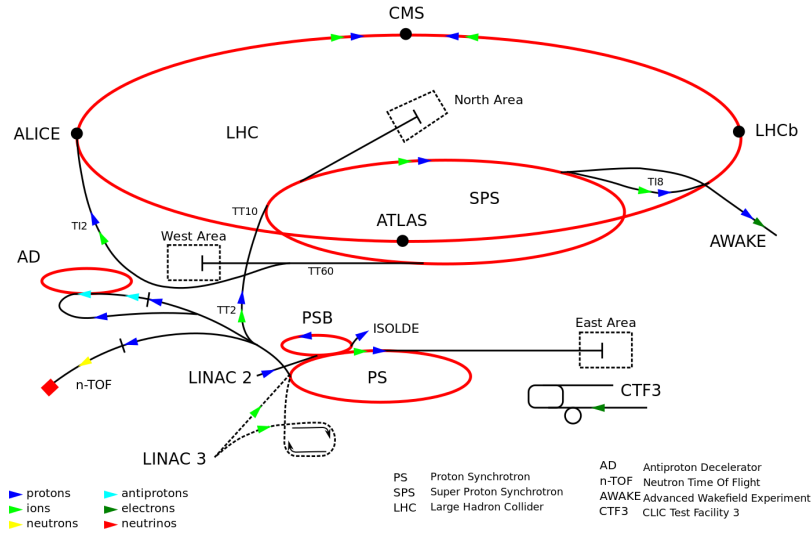 CMS
North Area
ALICE
LHC
LHCb
TI8
TT10
SPS
TI2
ATLAS
West Area
AWAKE
AD
TT60
TT2
PSB
ISOLDE
East Area
n-TOF
LINAC 2
PS
CTF3
LINAC 3
protons
ions
neutrons
antiprotons
electrons
neutrinos
PS Proton Synchrotron
SPS Super Proton Synchrotron
LHC Large Hadron Collider
AD Antiproton Decelerator
n-TOF Neutron Time Of Flight
AWAKE Advanced Wakefield Experiment
CTF3 CLIC Test Facility 3